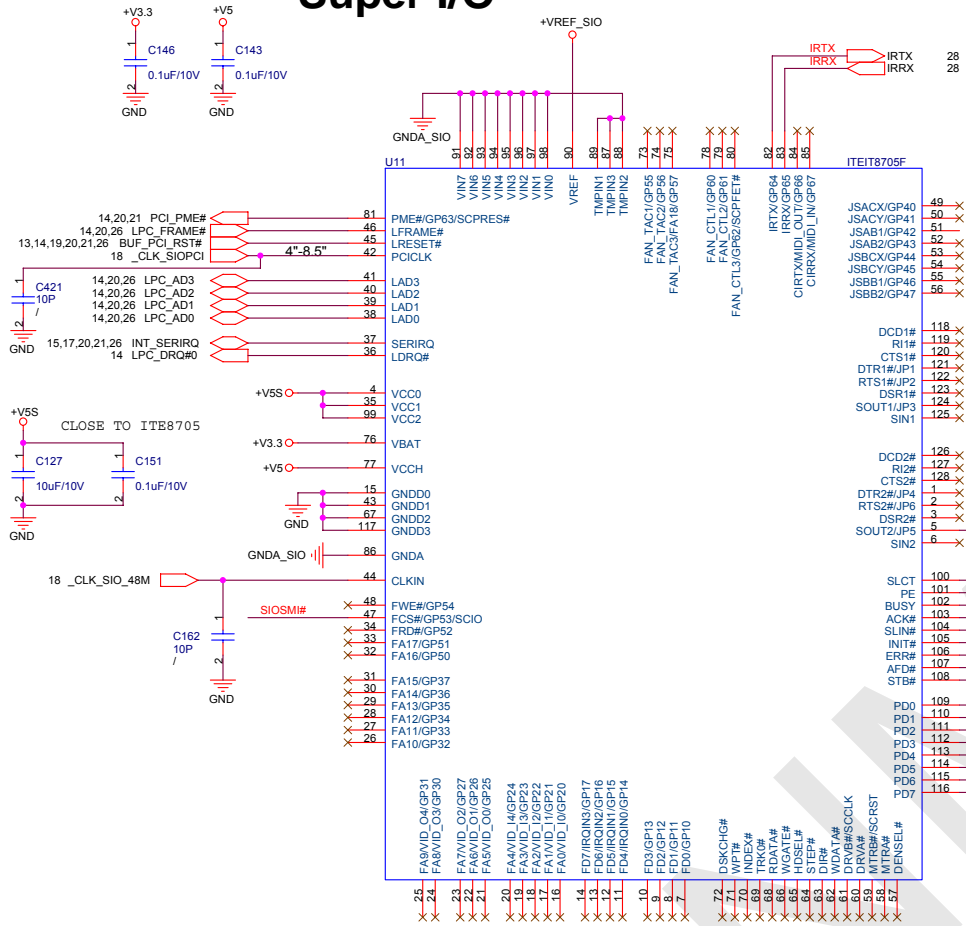 Super I/O
+V3.3
+V5
1
C146
0.1uF/10V
2
GND
1
C143
0.1uF/10V
2
GND
+VREF_SIO
GNDA_SIO
IRTX
IRTX 28
IRRX
IRRX 28
91 92 93 94 95 96 97 98 90 89 87 88 73 74 75 78 79 80 82 83 84 85
U11
ITEIT8705F
VIN7
VIN6
VIN5
VIN4
VIN3
VIN2
VIN1
VIN0
VREF
TMPIN1
TMPIN3
TMPIN2
FAN_TAC1/GP55
FAN_TAC2/GP56
FAN_TAC3/FA18/GP57
FAN_CTL1/GP60
FAN_CTL2/GP61
FAN_CTL3/GP62/SCPFET#
IRTX/GP64
IRRX/GP65
CIRTX/MIDI_OUT/GP66
CIRRX/MIDI_IN/GP67
14,20,21 PCI_PME# 81 PME#/GP63/SCPRES#
14,20,26 LPC_FRAME# 46 LFRAME#
13,14,19,20,21,26 BUF_PCI_RST# 45 LRESET#
18 _CLK_SIOPCI 4"-8.5" 42 PCICLK
14,20,26 LPC_AD3 41 LAD3
14,20,26 LPC_AD2 40 LAD2
14,20,26 LPC_AD1 39 LAD1
14,20,26 LPC_AD0 38 LAD0
1
C421
10P
/
2
GND
15,17,20,21,26 INT_SERIRQ 37 SERIRQ
14 LPC_DRQ#0 36 LDRQ#
+V5S 4 VCC0
35 VCC1
99 VCC2
+V3.3 76 VBAT
+V5 77 VCCH
15 GNDD0
43 GNDD1
67 GNDD2
117 GNDD3
GND
GNDA_SIO 86 GNDA
+V5S
CLOSE TO ITE8705
1
C127
10uF/10V
2
1
C151
0.1uF/10V
2
GND
18 _CLK_SIO_48M 44 CLKIN
1
C162
10P
/
2
GND
48 FWE#/GP54
SIOSMI# 47 FCS#/GP53/SCIO
34 FRD#/GP52
33 FA17/GP51
32 FA16/GP50
31 FA15/GP37
30 FA14/GP36
29 FA13/GP35
28 FA12/GP34
27 FA11/GP33
26 FA10/GP32
JSACX/GP40 49
JSACY/GP41 50
JSAB1/GP42 51
JSAB2/GP43 52
JSBCX/GP44 53
JSBCY/GP45 54
JSBB1/GP46 55
JSBB2/GP47 56
DCD1# 118
RI1# 119
CTS1# 120
DTR1#/JP1 121
RTS1#/JP2 122
DSR1# 123
SOUT1/JP3 124
SIN1 125
DCD2# 126
RI2# 127
CTS2# 128
DTR2#/JP4 1
RTS2#/JP6 2
DSR2# 3
SOUT2/JP5 5
SIN2 6
SLCT 100
PE 101
BUSY 102
ACK# 103
SLIN# 104
INIT# 105
ERR# 106
AFD# 107
STB# 108
PD0 109
PD1 110
PD2 111
PD3 112
PD4 113
PD5 114
PD6 115
PD7 116
FA9/VID_O4/GP31
FA8/VID_O3/GP30
FA7/VID_O2/GP27
FA6/VID_O1/GP26
FA5/VID_O0/GP25
FA4/VID_I4/GP24
FA3/VID_I3/GP23
FA2/VID_I2/GP22
FA1/VID_I1/GP21
FA0/VID_I0/GP20
FD7/IRQIN3/GP17
FD6/IRQIN2/GP16
FD5/IRQIN1/GP15
FD4/IRQIN0/GP14
FD3/GP13
FD2/GP12
FD1/GP11
FD0/GP10
DSKCHG#
WPT#
INDEX#
TRK0#
RDATA#
WGATE#
HDSEL#
STEP#
DIR#
WDATA#
DRVB#/SCCLK
DRVA#
MTRB#/SCRST
MTRA#
DENSEL#
25 24 23 22 21 20 19 18 17 16 14 13 12 11 10 9 8 7 72 71 70 69 68 66 65 64 63 62 61 60 59 58 57